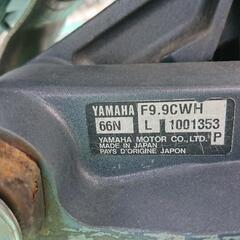 YAMAHA F9.9CWH
66N L 1001353
YAMAHA MOTOR CO., LTD.
MADE IN JAPAN P
PAYS D'ORIGINE JAPON